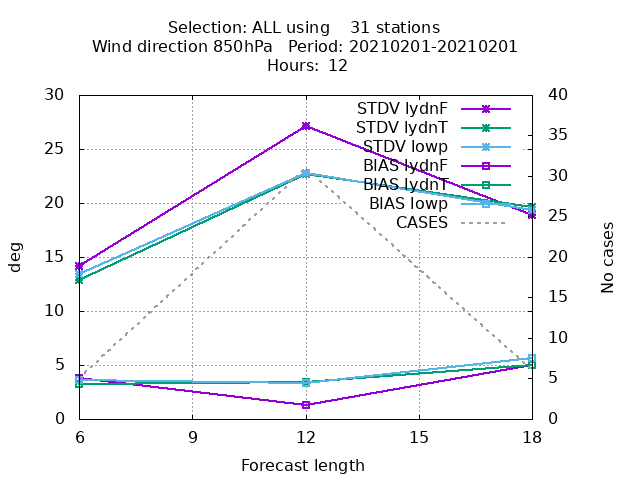 Selection: ALL using    31 stations
Wind direction 850hPa   Period: 20210201-20210201
Hours:  12
30
25
20
15
10
5
0
40
35
30
25
20
15
10
5
0
STDV lydnF
STDV lydnT
STDV lowp
BIAS lydnF
BIAS lydnT
BIAS lowp
CASES
deg
No cases
6
9
12
15
18
Forecast length